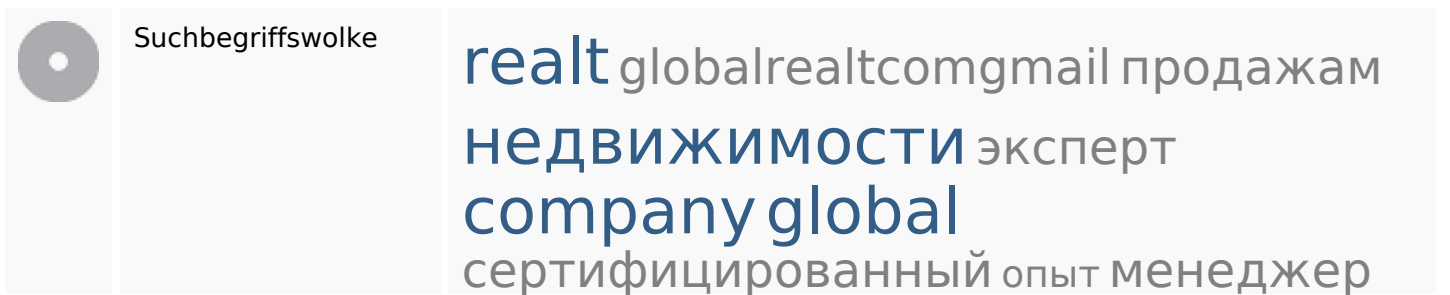 Suchbegriffswolke
realt globalrealtcomgmail продажам
недвижимости эксперт
company global
сертифицированный опыт менеджер